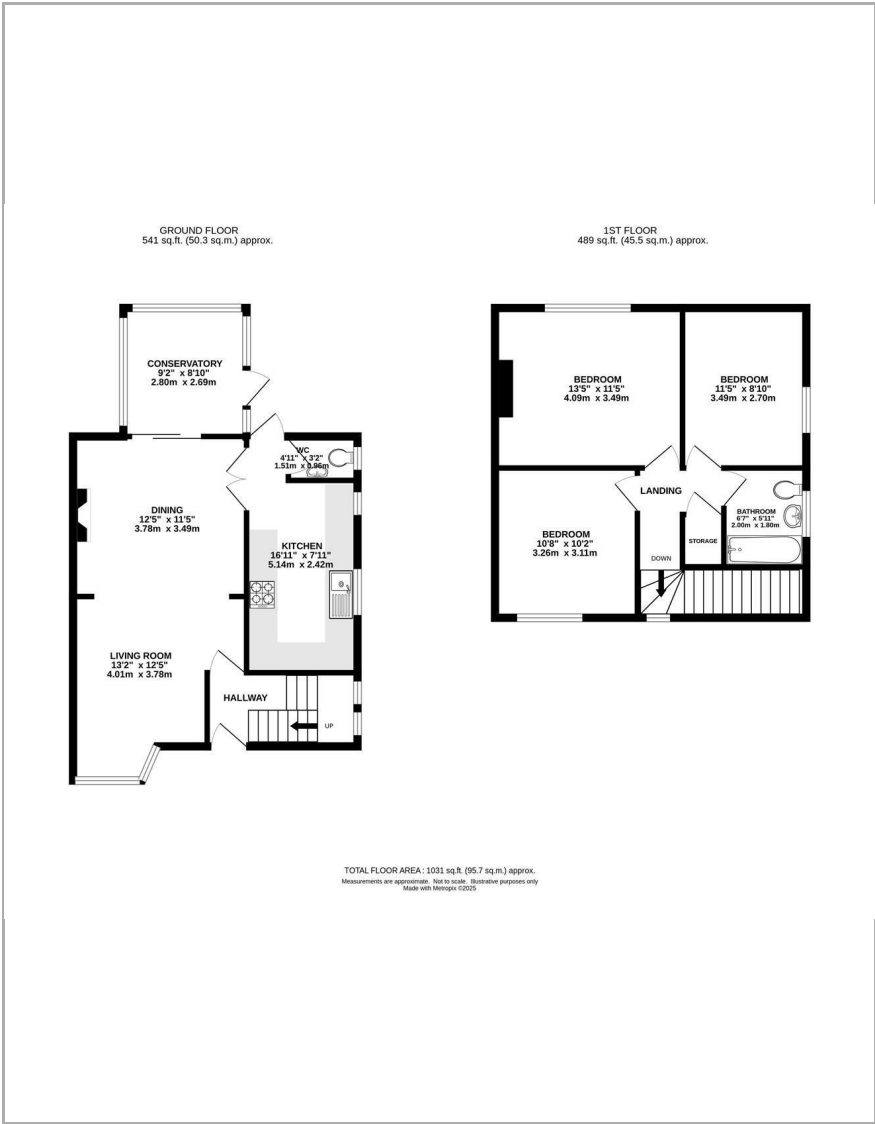 GROUND FLOOR
541 sq.ft. (50.3 sq.m.) approx.
1ST FLOOR
489 sq.ft. (45.5 sq.m.) approx.
CONSERVATORY
9'2" x 8'10"
2.80m x 2.69m
WC
4'11" x 3'2"
1.51m x 0.96m
DINING
12'5" x 11'5"
3.78m x 3.49m
KITCHEN
16'11" x 7'11"
5.14m x 2.42m
LIVING ROOM
13'2" x 12'5"
4.01m x 3.78m
HALLWAY
UP
BEDROOM
13'5" x 11'5"
4.09m x 3.49m
BEDROOM
11'5" x 8'10"
3.49m x 2.70m
LANDING
BATHROOM
6'7" x 5'11"
2.00m x 1.80m
BEDROOM
10'8" x 10'2"
3.26m x 3.11m
STORAGE
DOWN
TOTAL FLOOR AREA : 1031 sq.ft. (95.7 sq.m.) approx.
Measurements are approximate. Not to scale. Illustrative purposes only
Made with Metropix ©2025